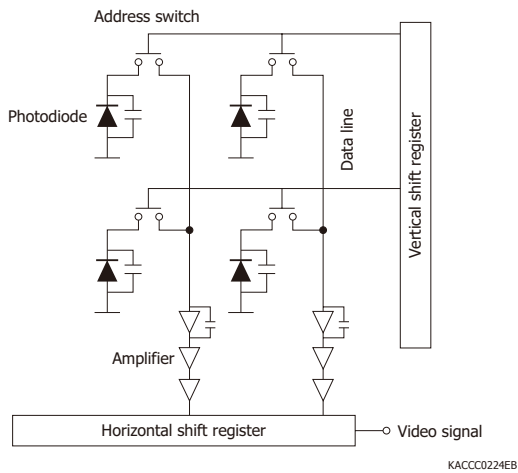 Address switch
Photodiode
Data line
Vertical shift register
Amplifier
Horizontal shift register
Video signal
KACCC0224EB